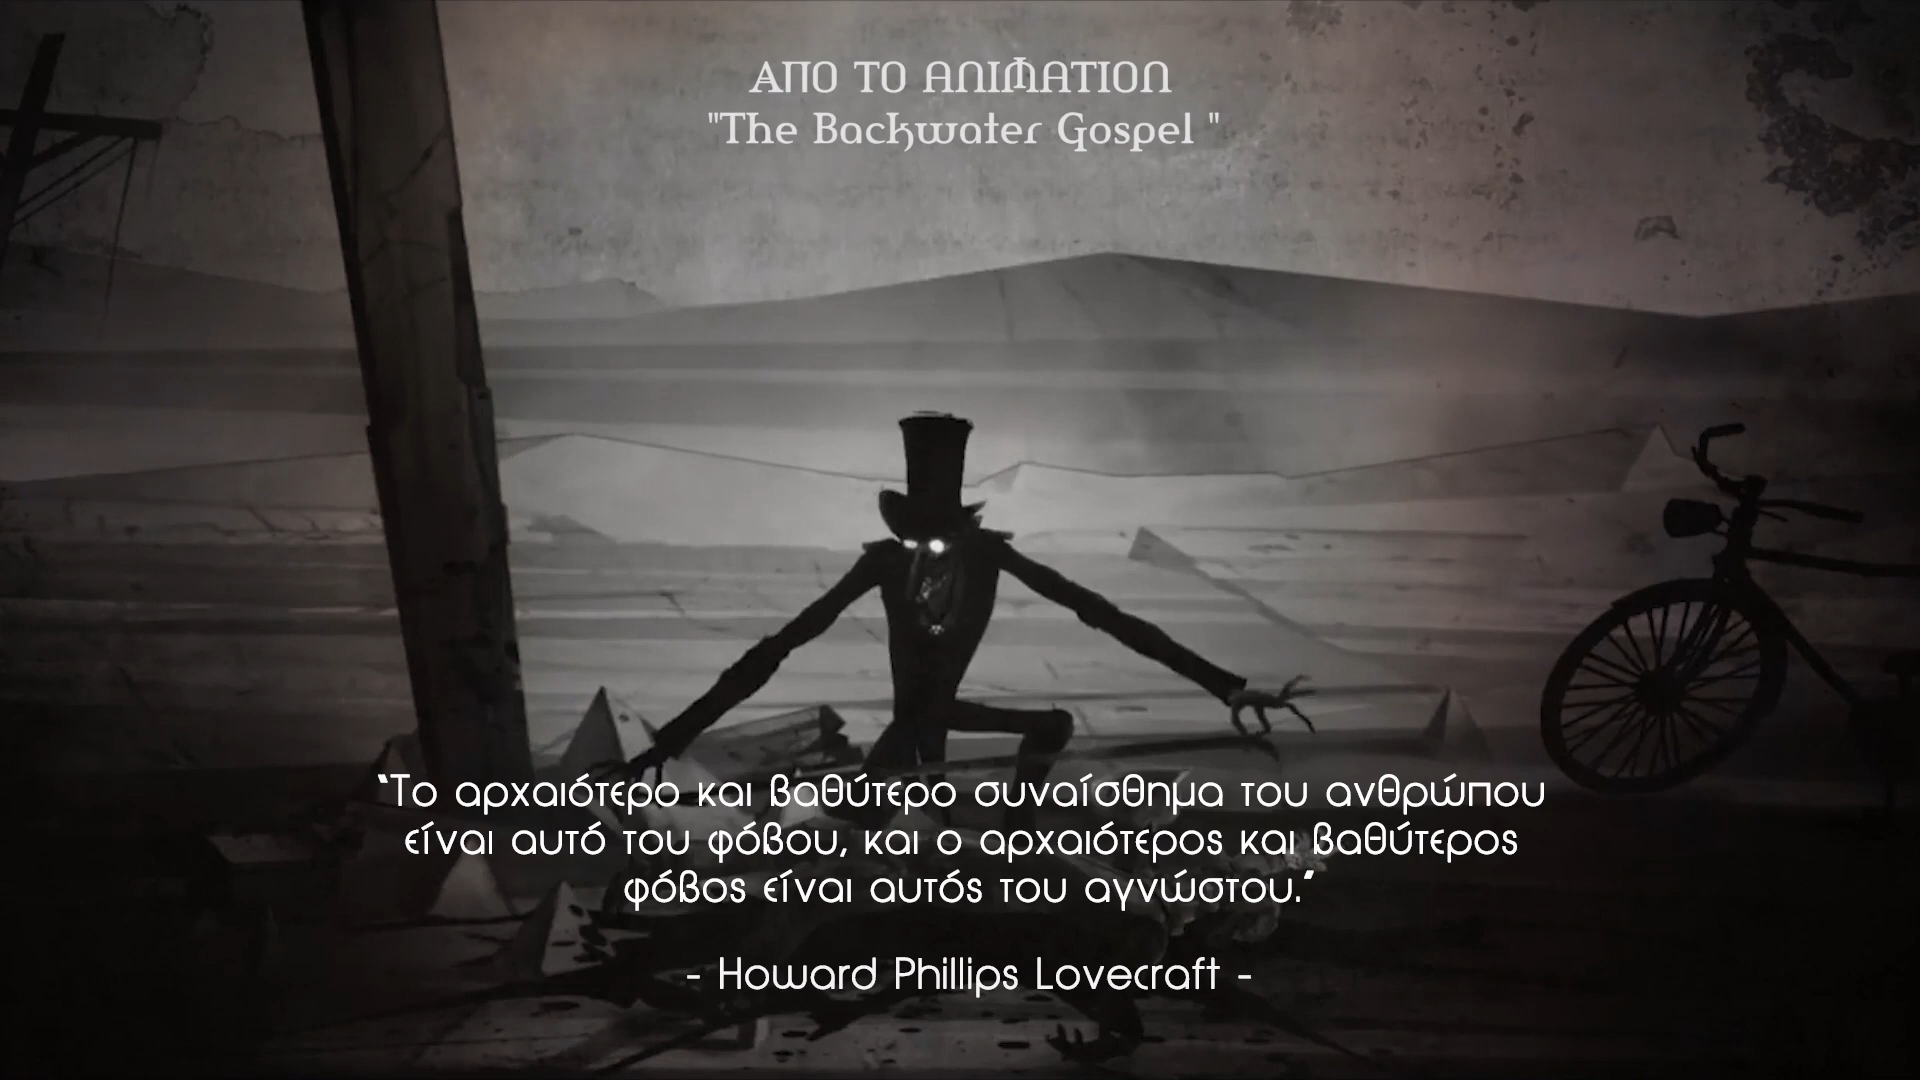 ΑΠΟ ΤΟ ANIMATION
"The Backwater Gospel "
“Το αρχαιότερο και βαθύτερο συναίσθημα του ανθρώπου
είναι αυτό του φόβου, και ο αρχαιότερος και βαθύτερος
φόβος είναι αυτός του αγνώστου.”
- Howard Phillips Lovecraft -